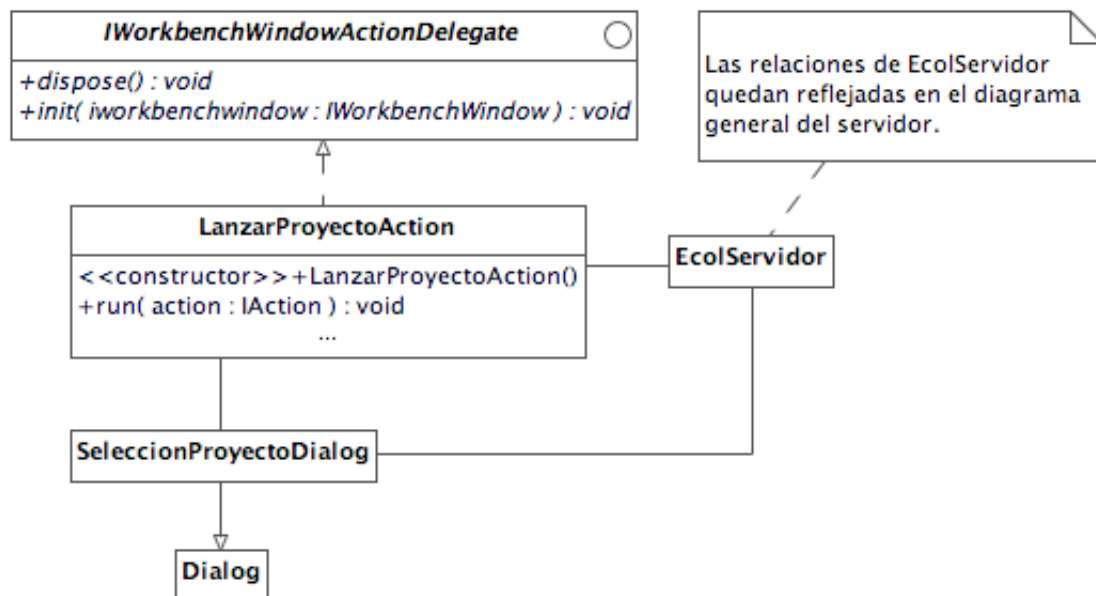 IWorkbenchWindowActionDelegate
+dispose() : void
+init( iworkbenchwindow : IWorkbenchWindow ) : void
Las relaciones de EcolServidor
quedan reflejadas en el diagrama
general del servidor.
LanzarProyectoAction
<<constructor>>+LanzarProyectoAction()
+run( action : IAction ) : void
...
EcolServidor
SeleccionProyectoDialog
Dialog